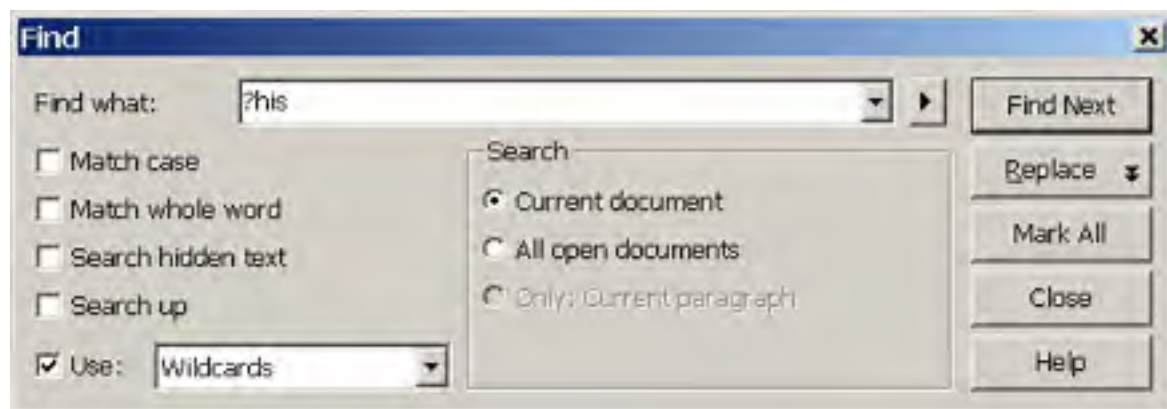 Find
Find what:
?his
Find Next
Match case
Match whole word
Search hidden text
Search up
Use:
Wildcards
Search
Current document
All open documents
Only: Current paragraph
Replace
Mark All
Close
Help